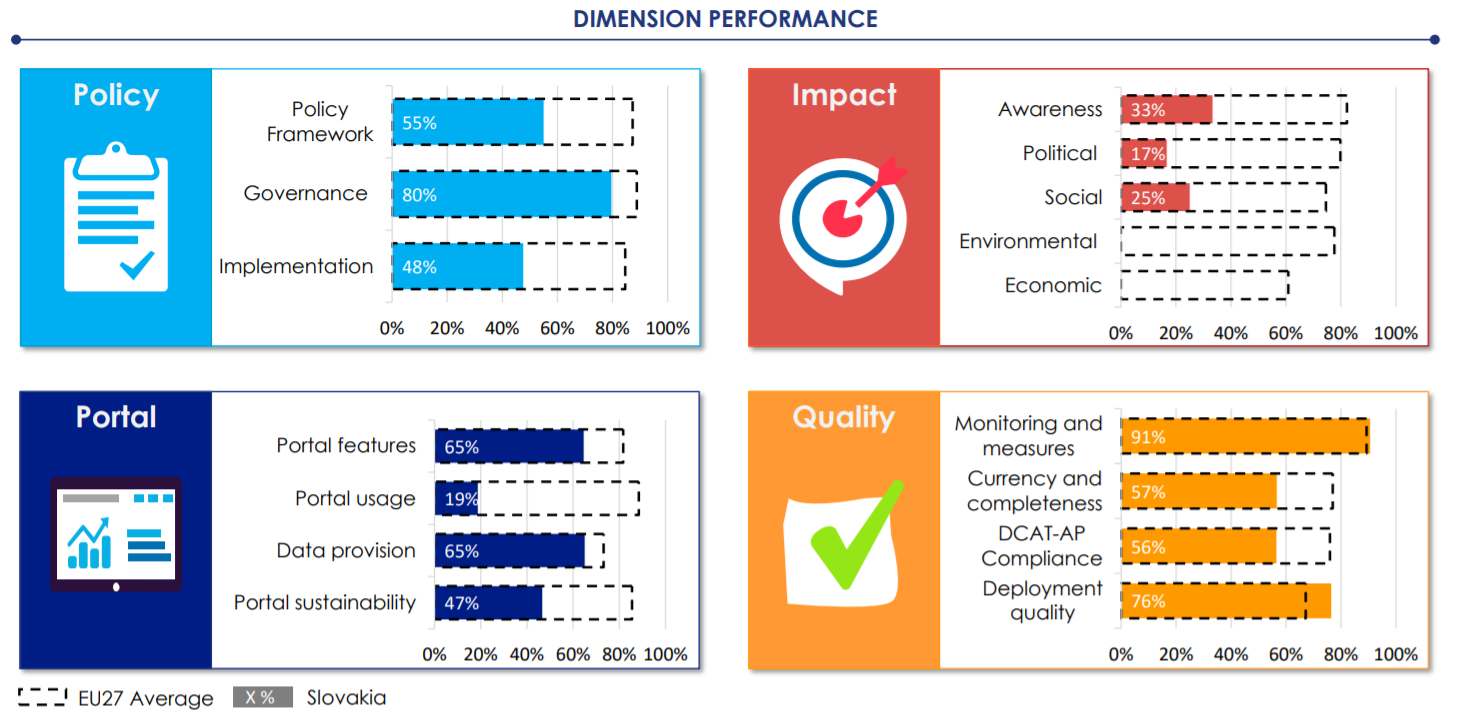 DIMENSION PERFORMANCE
Policy
Policy
Framework
55%
Governance
80%
Implementation
48%
0% 20% 40% 60% 80% 100%
Impact
Awareness
33%
Political
17%
Social
25%
Environmental
Economic
0% 20% 40% 60% 80% 100%
Portal
Portal features
65%
Portal usage
19%
Data provision
65%
Portal sustainability
47%
0% 20% 40% 60% 80% 100%
Quality
Monitoring and
measures
91%
Currency and
completeness
57%
DCAT-AP
Compliance
56%
Deployment
quality
76%
0% 20% 40% 60% 80% 100%
EU27 Average
X %
Slovakia